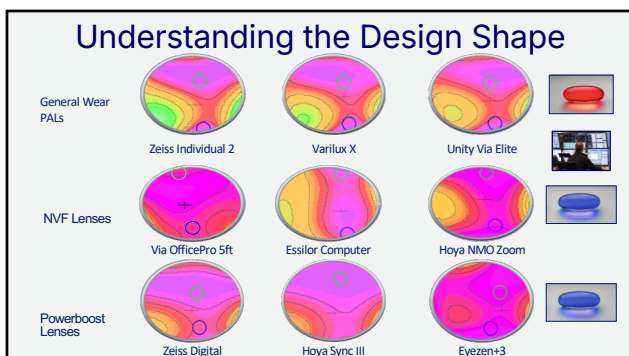 Understanding the Design Shape
General Wear
PALs
Zeiss Individual 2
Varilux X
Unity Via Elite
NVF Lenses
Via OfficePro 5ft
Essilor Computer
Hoya NMO Zoom
Powerboost
Lenses
Zeiss Digital
Hoya Sync III
Eyezen+3